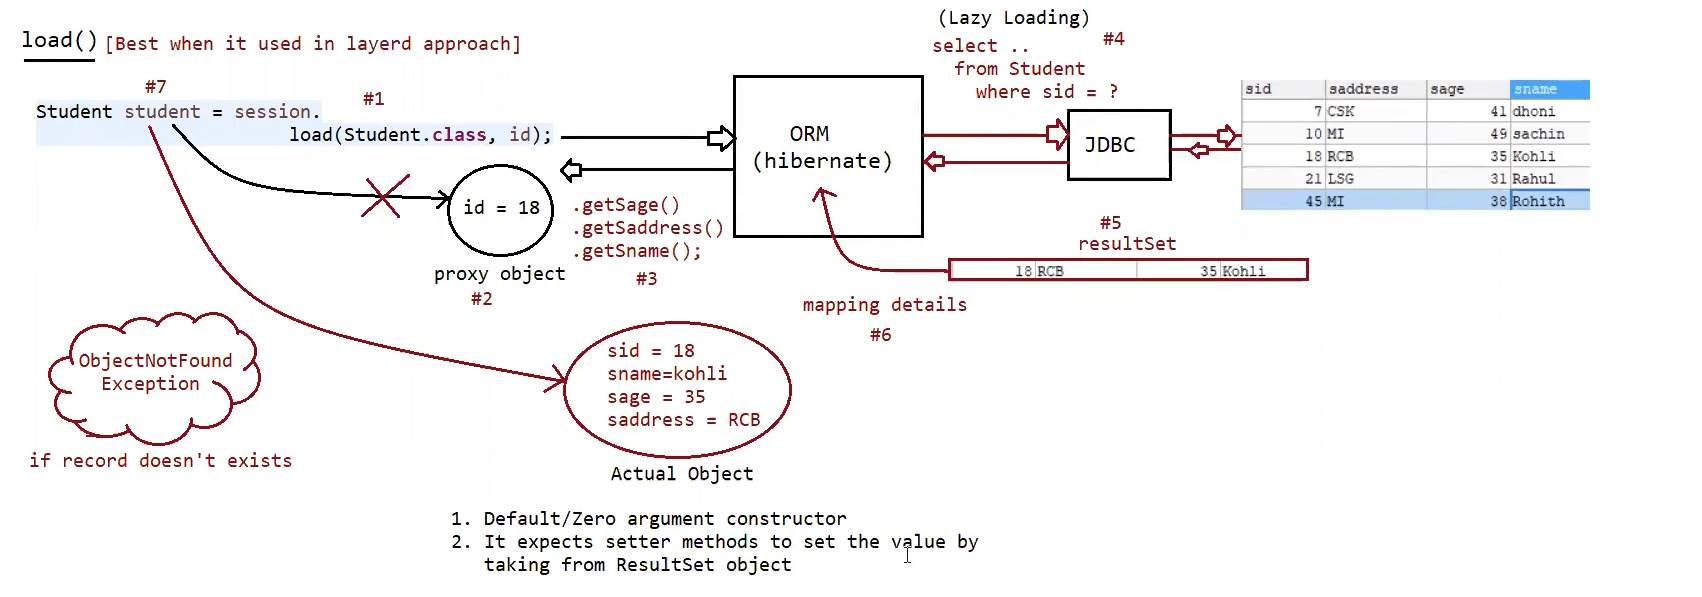 (Lazy Loading)
load() [Best when it used in layerd approach]
select ..
#4
from Student
where sid = ?
#7
#1
Student student = session.
load(Student.class, id);
ORM
(hibernate)
JDBC
sid saddress sage sname
7 CSK 41 dhoni
10 MI 49 sachin
18 RCB 35 Kohli
21 LSG 31 Rahul
45 MI 38 Rohith
id = 18
proxy object
#2
.getSage()
.getSaddress()
.getSname();
#3
#5
resultSet
18 RCB 35 Kohli
mapping details
#6
ObjectNotFound
Exception
if record doesn't exists
sid = 18
sname=kohli
sage = 35
saddress = RCB
Actual Object
1. Default/Zero argument constructor
2. It expects setter methods to set the value by
taking from ResultSet object